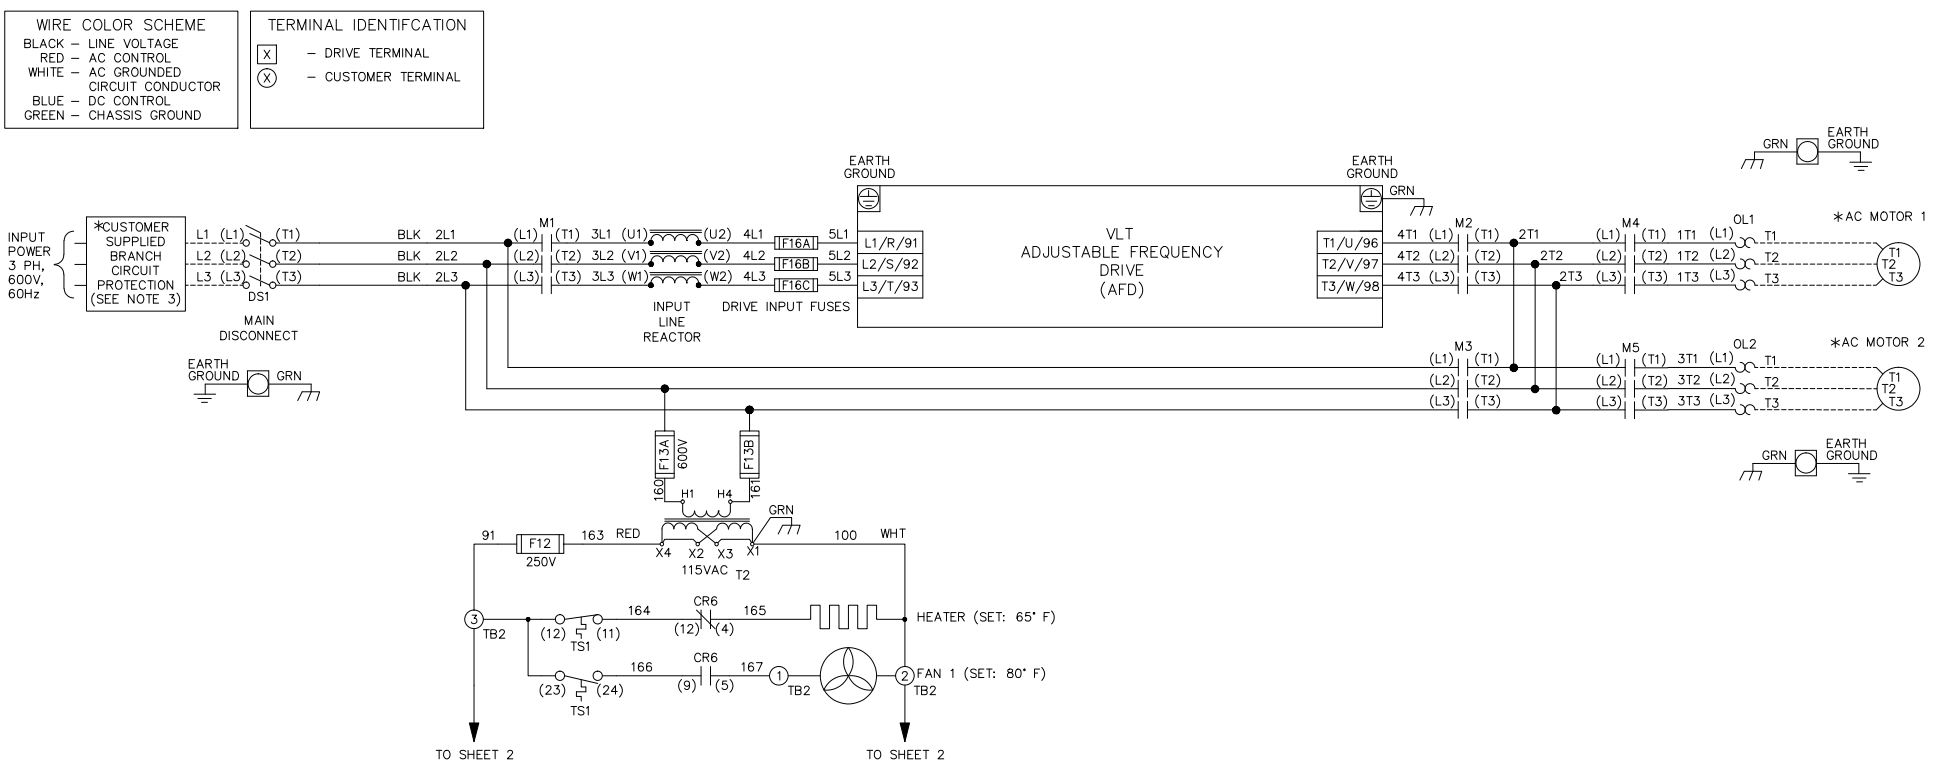 WIRE COLOR SCHEME
BLACK – LINE VOLTAGE
RED – AC CONTROL
WHITE – AC GROUNDED
CIRCUIT CONDUCTOR
BLUE – DC CONTROL
GREEN – CHASSIS GROUND
TERMINAL IDENTIFCATION
X – DRIVE TERMINAL
X – CUSTOMER TERMINAL
INPUT
POWER
3 PH,
600V,
60Hz
*CUSTOMER
SUPPLIED
BRANCH
CIRCUIT
PROTECTION
(SEE NOTE 3)
L1 (L1) (T1) BLK 2L1 (L1) M1 (T1) 3L1 (U1) (U2) 4L1 F16A 5L1 L1/R/91
L2 (L2) (T2) BLK 2L2 (L2) (T2) 3L2 (V1) (V2) 4L2 F16B 5L2 L2/S/92
L3 (L3) (T3) BLK 2L3 (L3) (T3) 3L3 (W1) (W2) 4L3 F16C 5L3 L3/T/93
DS1
MAIN
DISCONNECT
INPUT
LINE
REACTOR
DRIVE INPUT FUSES
EARTH
GROUND
GRN
EARTH
GROUND
VLT
ADJUSTABLE FREQUENCY
DRIVE
(AFD)
EARTH
GROUND
GRN
T1/U/96 4T1 (L1) M2 (T1) 2T1 (L1) M4 (T1) 1T1 (L1) OL1 T1
T2/V/97 4T2 (L2) (T2) 2T2 (L2) (T2) 1T2 (L2) T2
T3/W/98 4T3 (L3) (T3) 2T3 (L3) (T3) 1T3 (L3) T3
GRN
EARTH
GROUND
*AC MOTOR 1
T1
T2
T3
M3
(L1) (T1) (L1) M5 (T1) 3T1 (L1) OL2 T1
(L2) (T2) (L2) (T2) 3T2 (L2) T2
(L3) (T3) (L3) (T3) 3T3 (L3) T3
*AC MOTOR 2
T1
T2
T3
GRN
EARTH
GROUND
F13A
600V
F13B
160
161
H1 H4
GRN
91 F12 163 RED
250V
X4 X2 X3 X1
100 WHT
115VAC T2
3
TB2
(12) (11) 164 CR6 165
TS1
(12) (4)
HEATER (SET: 65° F)
(23) (24) 166 CR6 167 1
TS1
(9) (5)
TB2
2
TB2
FAN 1 (SET: 80° F)
TO SHEET 2
TO SHEET 2